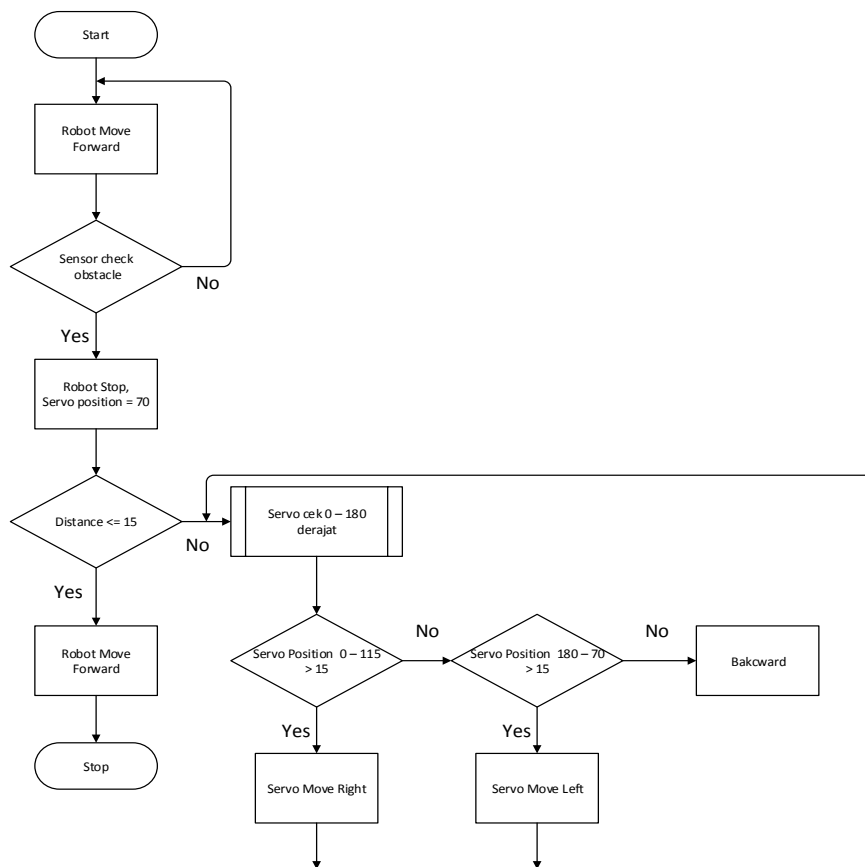 Start
Robot Move
Forward
Sensor check
obstacle
No
Yes
Robot Stop,
Servo position = 70
Distance <= 15
No
Yes
Robot Move
Forward
Stop
Servo cek 0 – 180
derajat
Servo Position 0 – 115
> 15
No
Yes
Servo Move Right
Servo Position 180 – 70
> 15
No
Yes
Servo Move Left
Bakcward